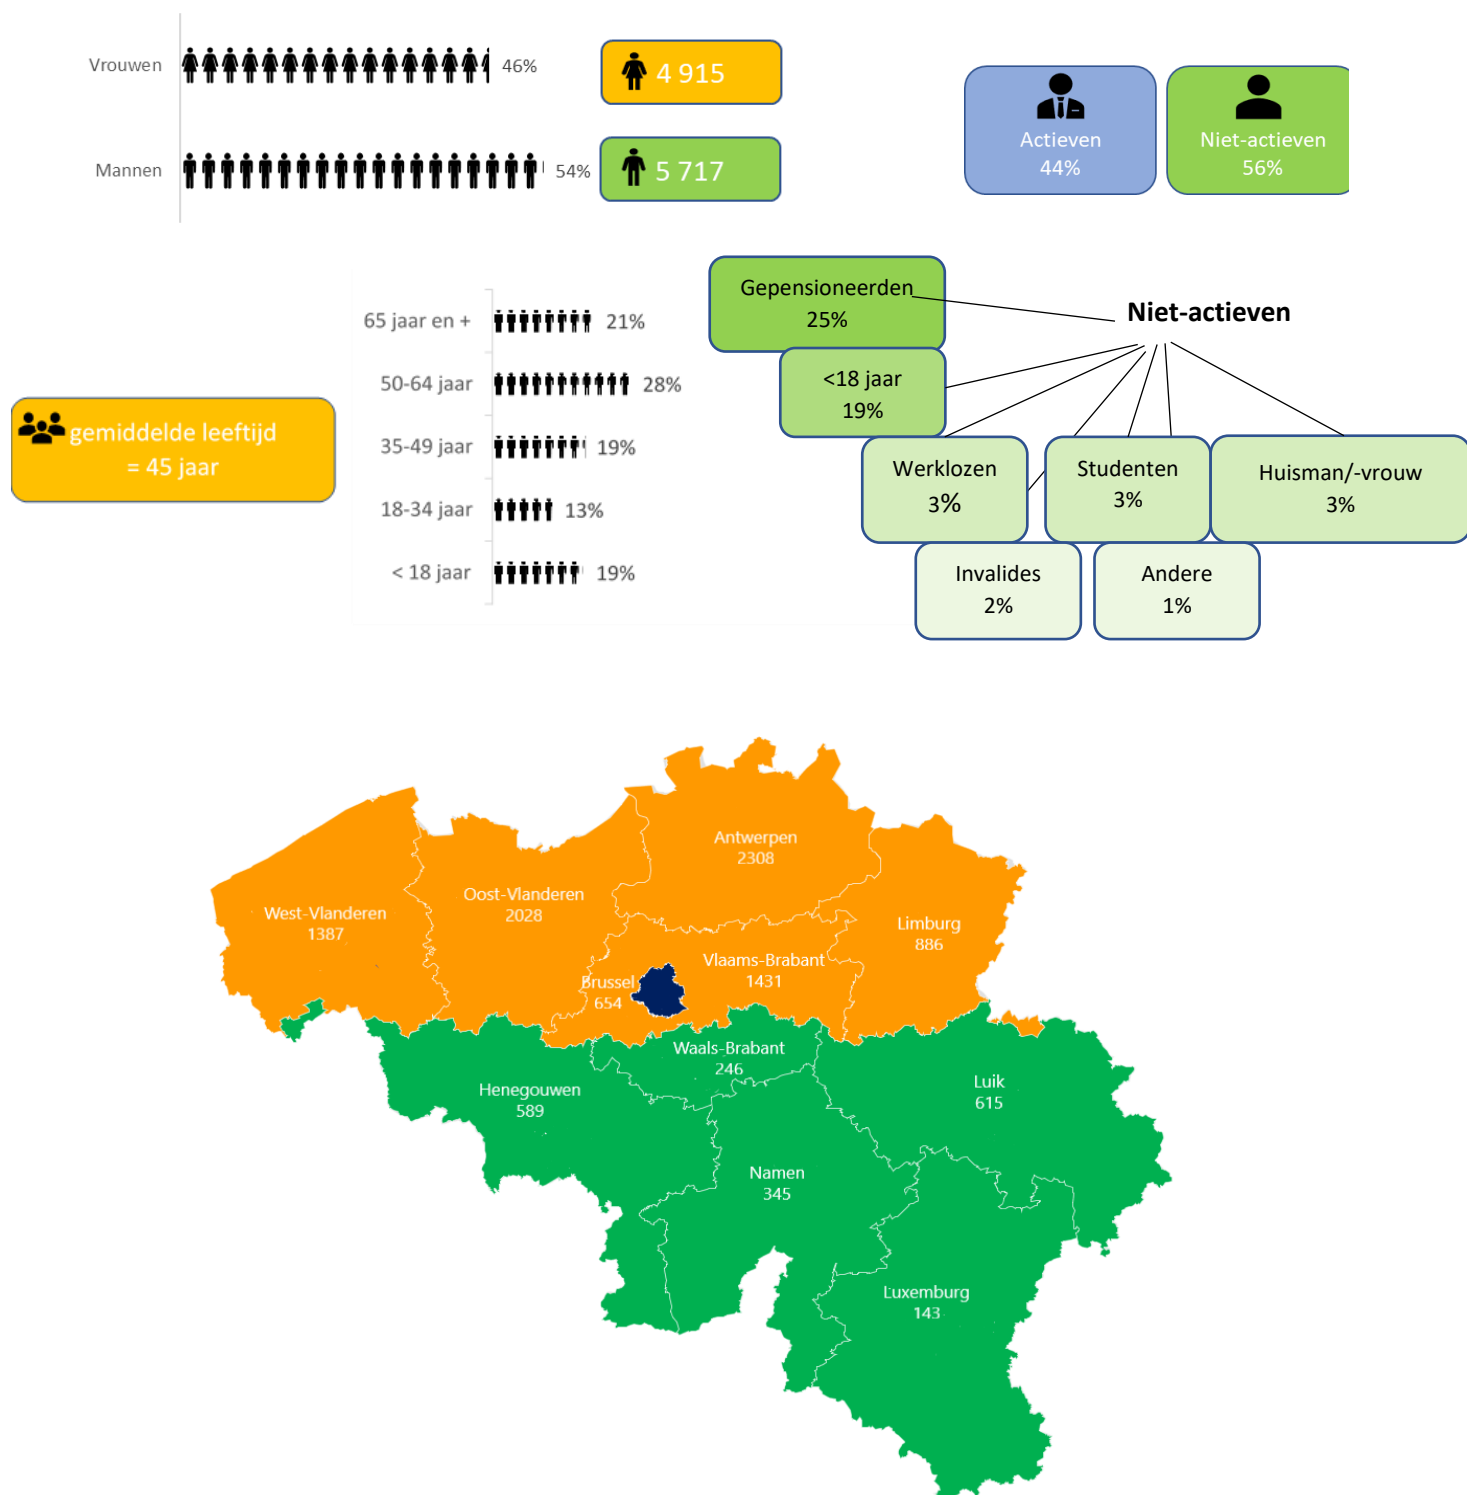 Vrouwen
46%
4 915
Mannen
54%
5 717
Actieven
44%
Niet-actieven
56%
gemiddelde leeftijd
= 45 jaar
65 jaar en +
21%
50-64 jaar
28%
35-49 jaar
19%
18-34 jaar
13%
< 18 jaar
19%
Niet-actieven
Gepensioneerden
25%
<18 jaar
19%
Werklozen
3%
Studenten
3%
Huisman/-vrouw
3%
Invalides
2%
Andere
1%
Antwerpen
2308
Oost-Vlanderen
2028
West-Vlanderen
1387
Limburg
886
Vlaams-Brabant
1431
Brussel
654
Waals-Brabant
246
Henegouwen
589
Luik
615
Namen
345
Luxemburg
143